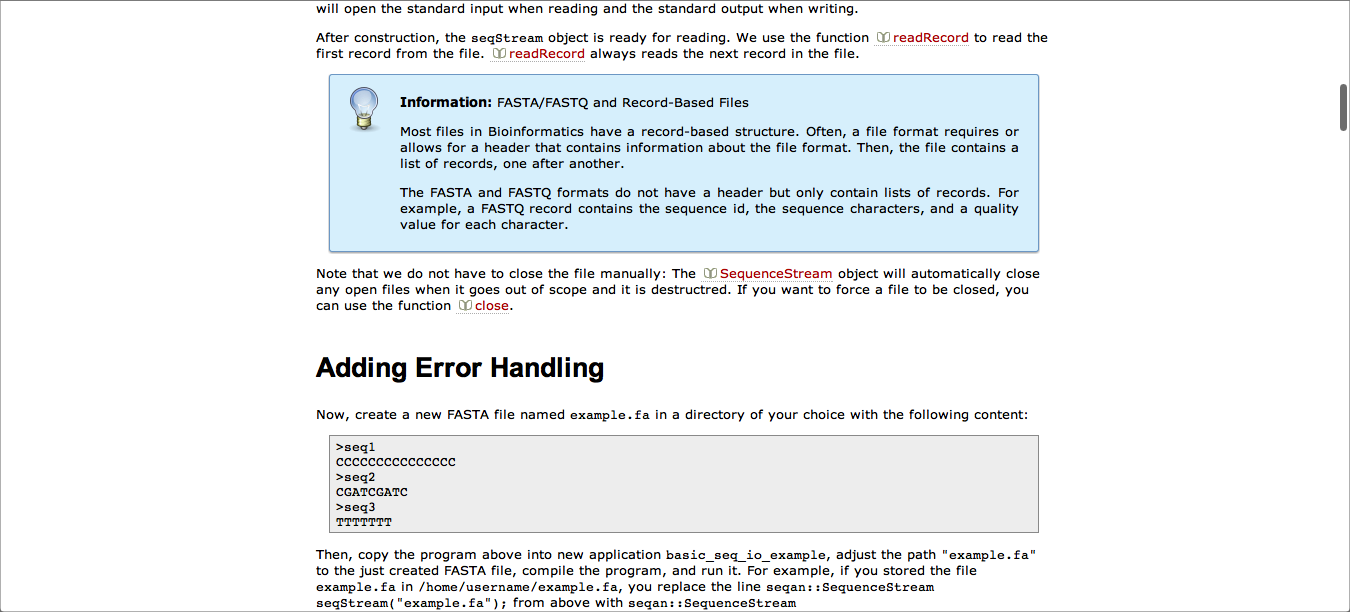 will open the standard input when reading and the standard output when writing.
After construction, the seqStream object is ready for reading. We use the function readRecord to read the
first record from the file. readRecord always reads the next record in the file.
Information: FASTA/FASTQ and Record-Based Files
Most files in Bioinformatics have a record-based structure. Often, a file format requires or
allows for a header that contains information about the file format. Then, the file contains a
list of records, one after another.
The FASTA and FASTQ formats do not have a header but only contain lists of records. For
example, a FASTQ record contains the sequence id, the sequence characters, and a quality
value for each character.
Note that we do not have to close the file manually: The SequenceStream object will automatically close
any open files when it goes out of scope and it is destructred. If you want to force a file to be closed, you
can use the function close.
Adding Error Handling
Now, create a new FASTA file named example.fa in a directory of your choice with the following content:
>seq1
CCCCCCCCCCCCCCC
>seq2
CGATCGATC
>seq3
TTTTTTT
Then, copy the program above into new application basic_seq_io_example, adjust the path "example.fa"
to the just created FASTA file, compile the program, and run it. For example, if you stored the file
example.fa in /home/username/example.fa, you replace the line seqan::SequenceStream
seqStream("example.fa"); from above with seqan::SequenceStream